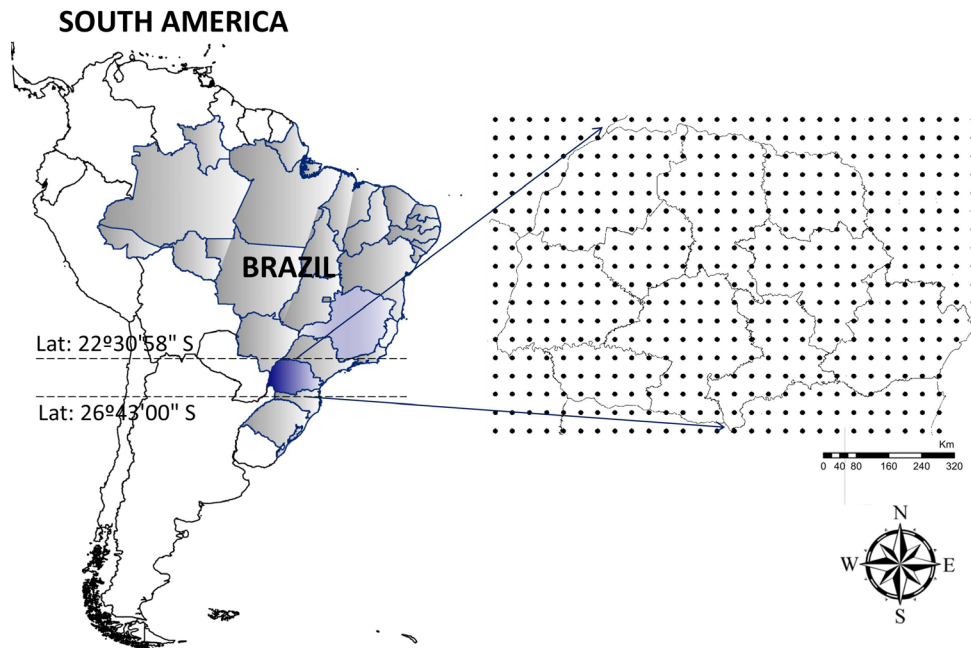 SOUTH AMERICA
BRAZIL
Lat: 22º30'58" S
Lat: 26º43'00" S
Km
0 40 80 160 240 320
N
W E
S